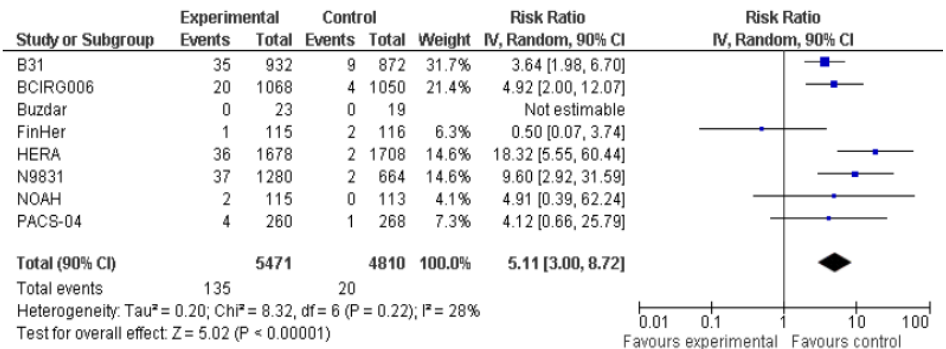 Experimental Control Risk Ratio Risk Ratio
Study or Subgroup Events Total Events Total Weight IV, Random, 90% CI IV, Random, 90% CI
B31 35 932 9 872 31.7% 3.64 [1.98, 6.70]
BCIRG006 20 1068 4 1050 21.4% 4.92 [2.00, 12.07]
Buzdar 0 23 0 19 Not estimable
FinHer 1 115 2 116 6.3% 0.50 [0.07, 3.74]
HERA 36 1678 2 1708 14.6% 18.32 [5.55, 60.44]
N9831 37 1280 2 664 14.6% 9.60 [2.92, 31.59]
NOAH 2 115 0 113 4.1% 4.91 [0.39, 62.24]
PACS-04 4 260 1 268 7.3% 4.12 [0.66, 25.79]
Total (90% CI) 5471 4810 100.0% 5.11 [3.00, 8.72]
Total events 135 20
Heterogeneity: Tau² = 0.20; Chi² = 8.32, df = 6 (P = 0.22); I² = 28%
Test for overall effect: Z = 5.02 (P < 0.00001)
0.01 0.1 1 10 100
Favours experimental Favours control